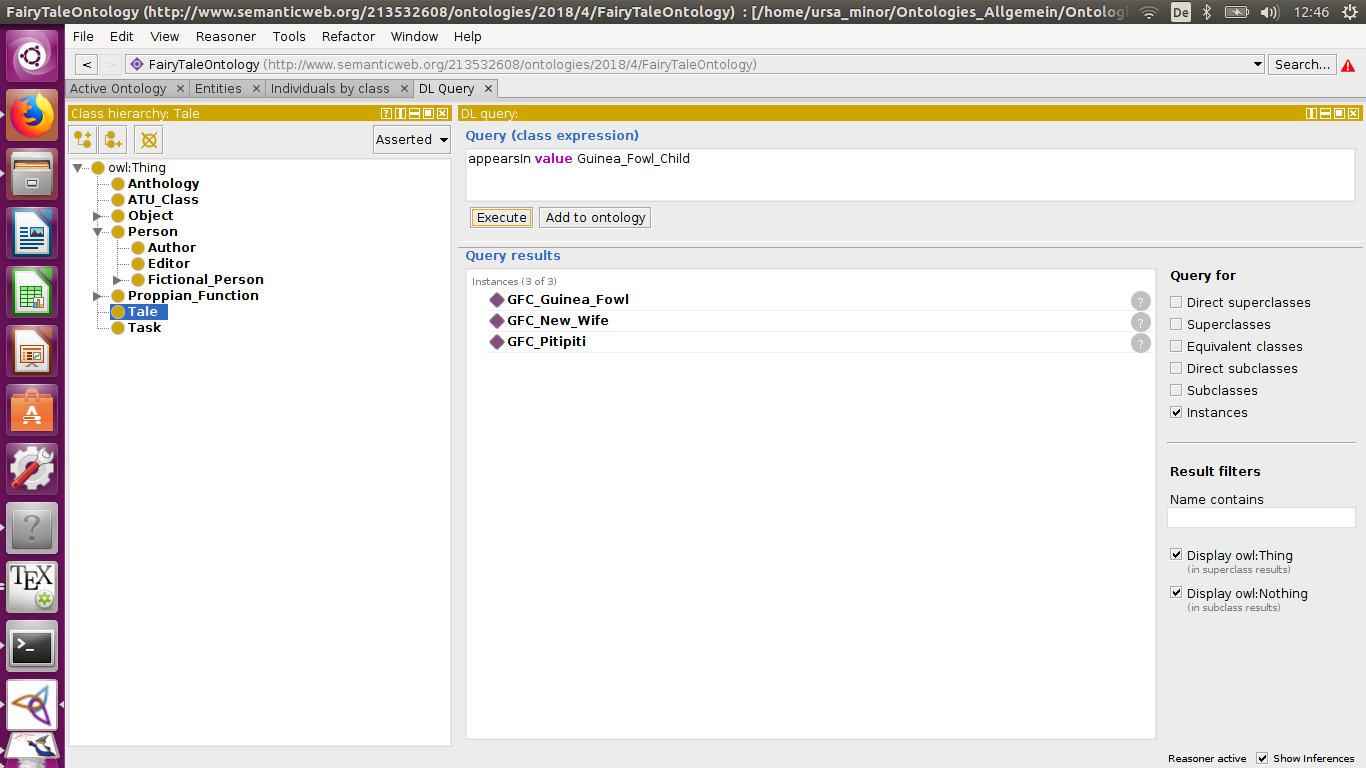 FairyTaleOntology (http://www.semanticweb.org/213532608/ontologies/2018/4/FairyTaleOntology) : [/home/ursa_minor/Ontologies_Allgemein/Ontologi
De
12:46
File Edit View Reasoner Tools Refactor Window Help
< > FairyTaleOntology (http://www.semanticweb.org/213532608/ontologies/2018/4/FairyTaleOntology) Search...
Active Ontology × Entities × Individuals by class × DL Query ×
Class hierarchy: Tale
Asserted
owl:Thing
Anthology
ATU_Class
Object
Person
Author
Editor
Fictional_Person
Proppian_Function
Tale
Task
DL query:
Query (class expression)
appearsIn value Guinea_Fowl_Child
Execute Add to ontology
Query results
Instances (3 of 3)
GFC_Guinea_Fowl ?
GFC_New_Wife ?
GFC_Pitipiti ?
Query for
Direct superclasses
Superclasses
Equivalent classes
Direct subclasses
Subclasses
Instances
Result filters
Name contains
Display owl:Thing
(in superclass results)
Display owl:Nothing
(in subclass results)
Reasoner active Show Inferences
?
TEX
>_